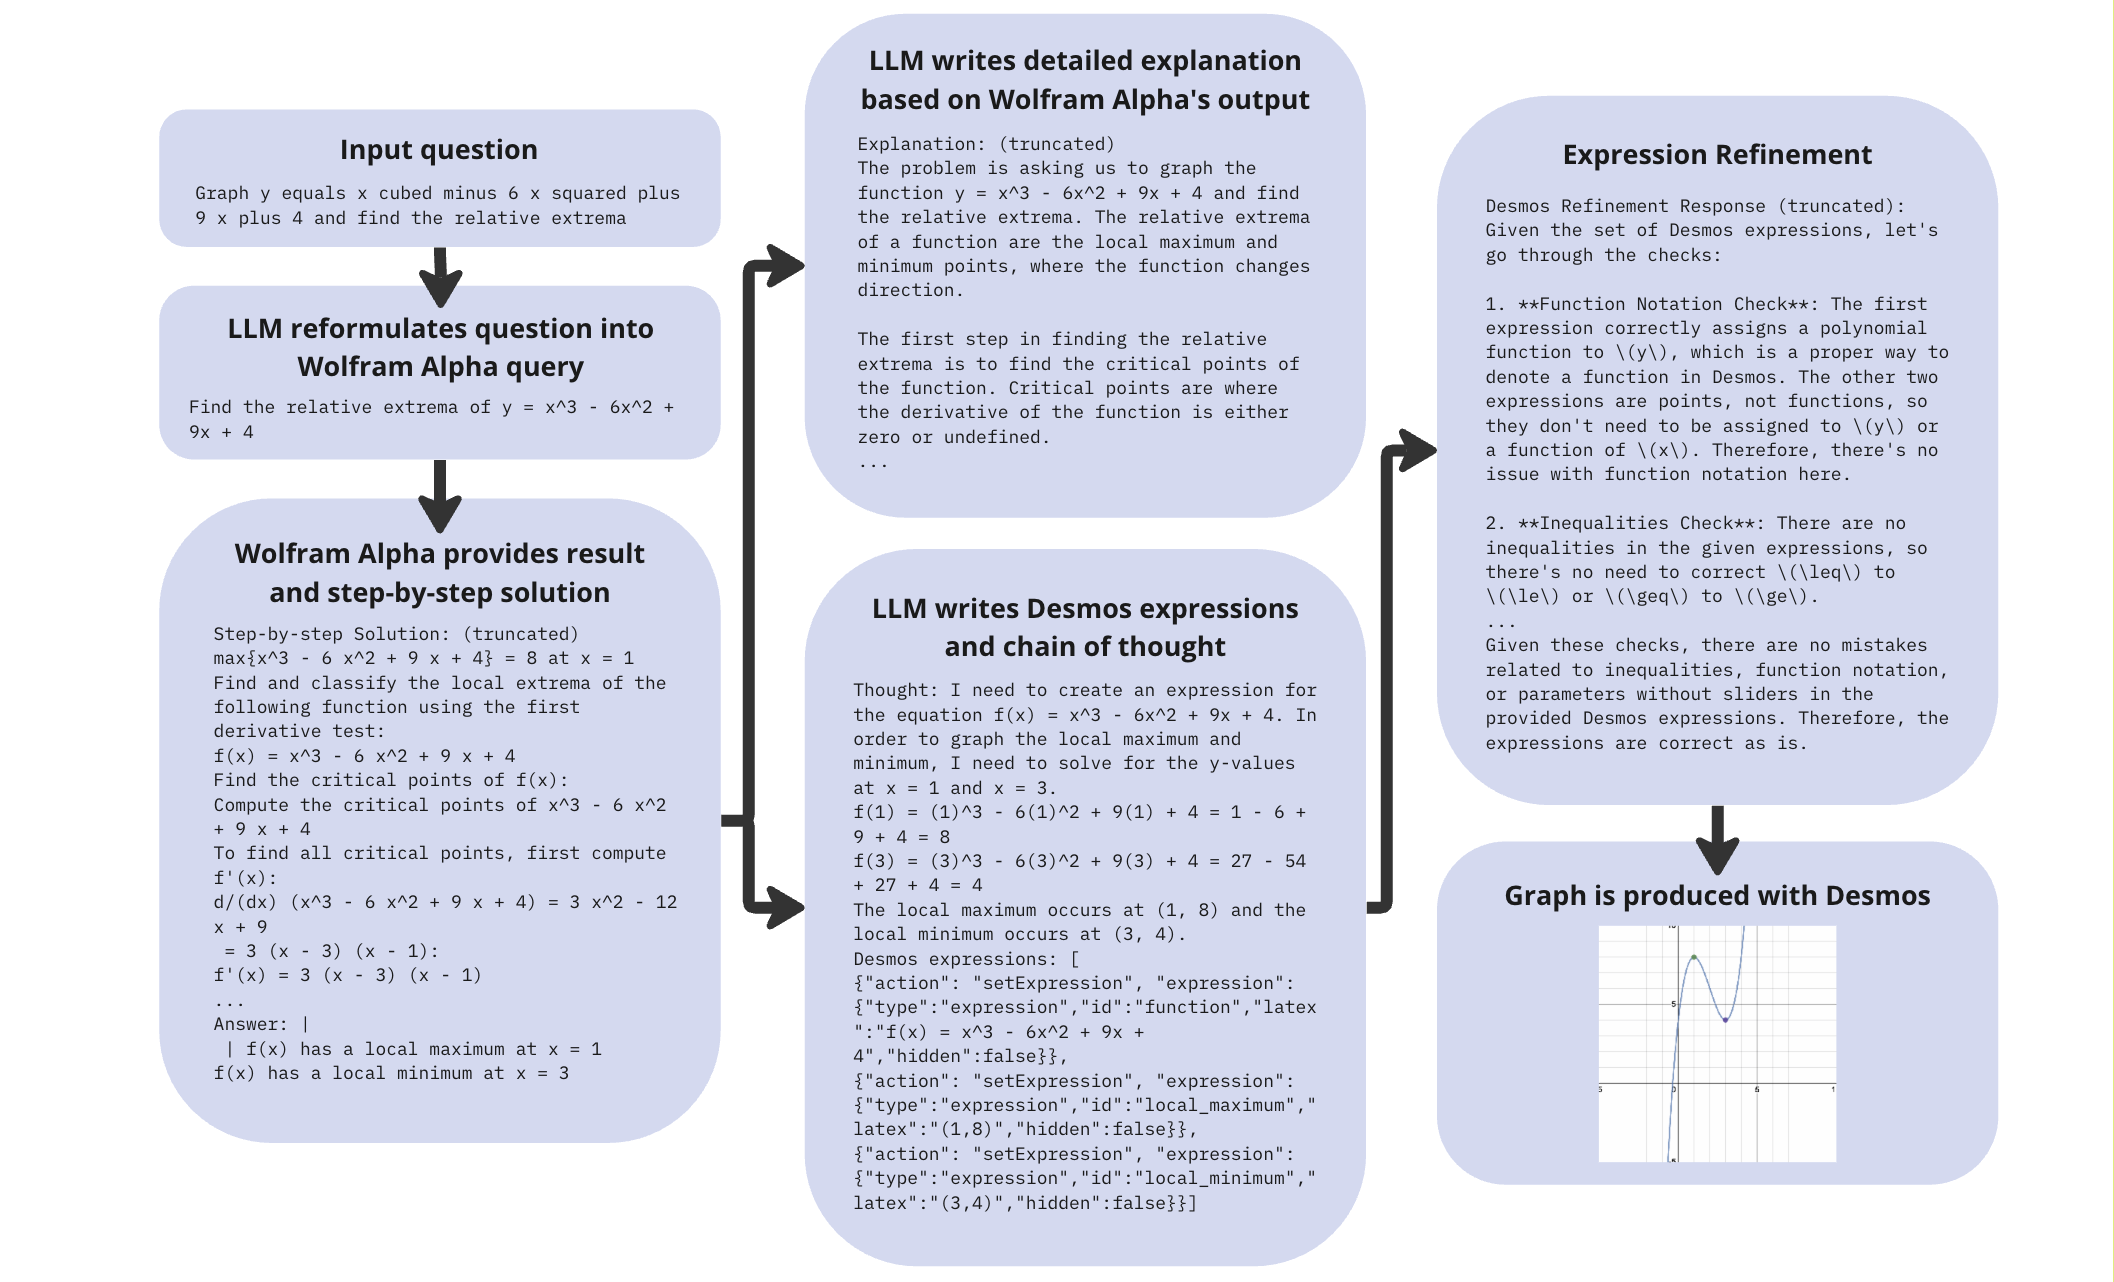 Input question
Graph y equals x cubed minus 6 x squared plus
9 x plus 4 and find the relative extrema
LLM reformulates question into
Wolfram Alpha query
Find the relative extrema of y = x^3 - 6x^2 +
9x + 4
Wolfram Alpha provides result
and step-by-step solution
Step-by-step Solution: (truncated)
max{x^3 - 6 x^2 + 9 x + 4} = 8 at x = 1
Find and classify the local extrema of the
following function using the first
derivative test:
f(x) = x^3 - 6 x^2 + 9 x + 4
Find the critical points of f(x):
Compute the critical points of x^3 - 6 x^2
+ 9 x + 4
To find all critical points, first compute
f'(x):
d/(dx) (x^3 - 6 x^2 + 9 x + 4) = 3 x^2 - 12
x + 9
= 3 (x - 3) (x - 1):
f'(x) = 3 (x - 3) (x - 1)
...
Answer: |
| f(x) has a local maximum at x = 1
f(x) has a local minimum at x = 3
LLM writes detailed explanation
based on Wolfram Alpha's output
Explanation: (truncated)
The problem is asking us to graph the
function y = x^3 - 6x^2 + 9x + 4 and find
the relative extrema. The relative extrema
of a function are the local maximum and
minimum points, where the function changes
direction.
The first step in finding the relative
extrema is to find the critical points of
the function. Critical points are where
the derivative of the function is either
zero or undefined.
...
LLM writes Desmos expressions
and chain of thought
Thought: I need to create an expression for
the equation f(x) = x^3 - 6x^2 + 9x + 4. In
order to graph the local maximum and
minimum, I need to solve for the y-values
at x = 1 and x = 3.
f(1) = (1)^3 - 6(1)^2 + 9(1) + 4 = 1 - 6 +
9 + 4 = 8
f(3) = (3)^3 - 6(3)^2 + 9(3) + 4 = 27 - 54
+ 27 + 4 = 4
The local maximum occurs at (1, 8) and the
local minimum occurs at (3, 4).
Desmos expressions: [
{"action": "setExpression", "expression":
{"type":"expression","id":"function","latex
":"f(x) = x^3 - 6x^2 + 9x +
4","hidden":false}},
{"action": "setExpression", "expression":
{"type":"expression","id":"local_maximum","
latex":"(1,8)","hidden":false}},
{"action": "setExpression", "expression":
{"type":"expression","id":"local_minimum","
latex":"(3,4)","hidden":false}}]
Expression Refinement
Desmos Refinement Response (truncated):
Given the set of Desmos expressions, let's
go through the checks:
1. **Function Notation Check**: The first
expression correctly assigns a polynomial
function to \(y\), which is a proper way to
denote a function in Desmos. The other two
expressions are points, not functions, so
they don't need to be assigned to \(y\) or
a function of \(x\). Therefore, there's no
issue with function notation here.
2. **Inequalities Check**: There are no
inequalities in the given expressions, so
there's no need to correct \(\leq\) to
\(\le\) or \(\geq\) to \(\ge\).
...
Given these checks, there are no mistakes
related to inequalities, function notation,
or parameters without sliders in the
provided Desmos expressions. Therefore, the
expressions are correct as is.
Graph is produced with Desmos
5
5 0 5 1